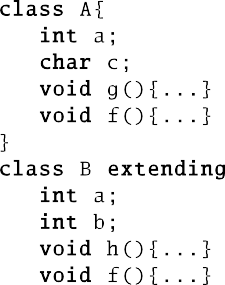 class A{
int a;
char c;
void g(){...}
void f(){...}
}
class B extending
int a;
int b;
void h(){...}
void f(){...}